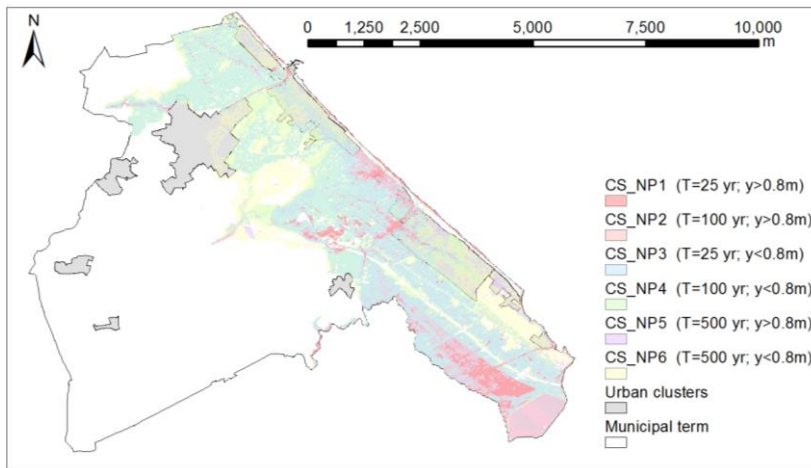 N
0 1,250 2,500 5,000 7,500 10,000
m
CS_NP1 (T=25 yr; y>0.8m)
CS_NP2 (T=100 yr; y>0.8m)
CS_NP3 (T=25 yr; y<0.8m)
CS_NP4 (T=100 yr; y<0.8m)
CS_NP5 (T=500 yr; y>0.8m)
CS_NP6 (T=500 yr; y<0.8m)
Urban clusters
Municipal term